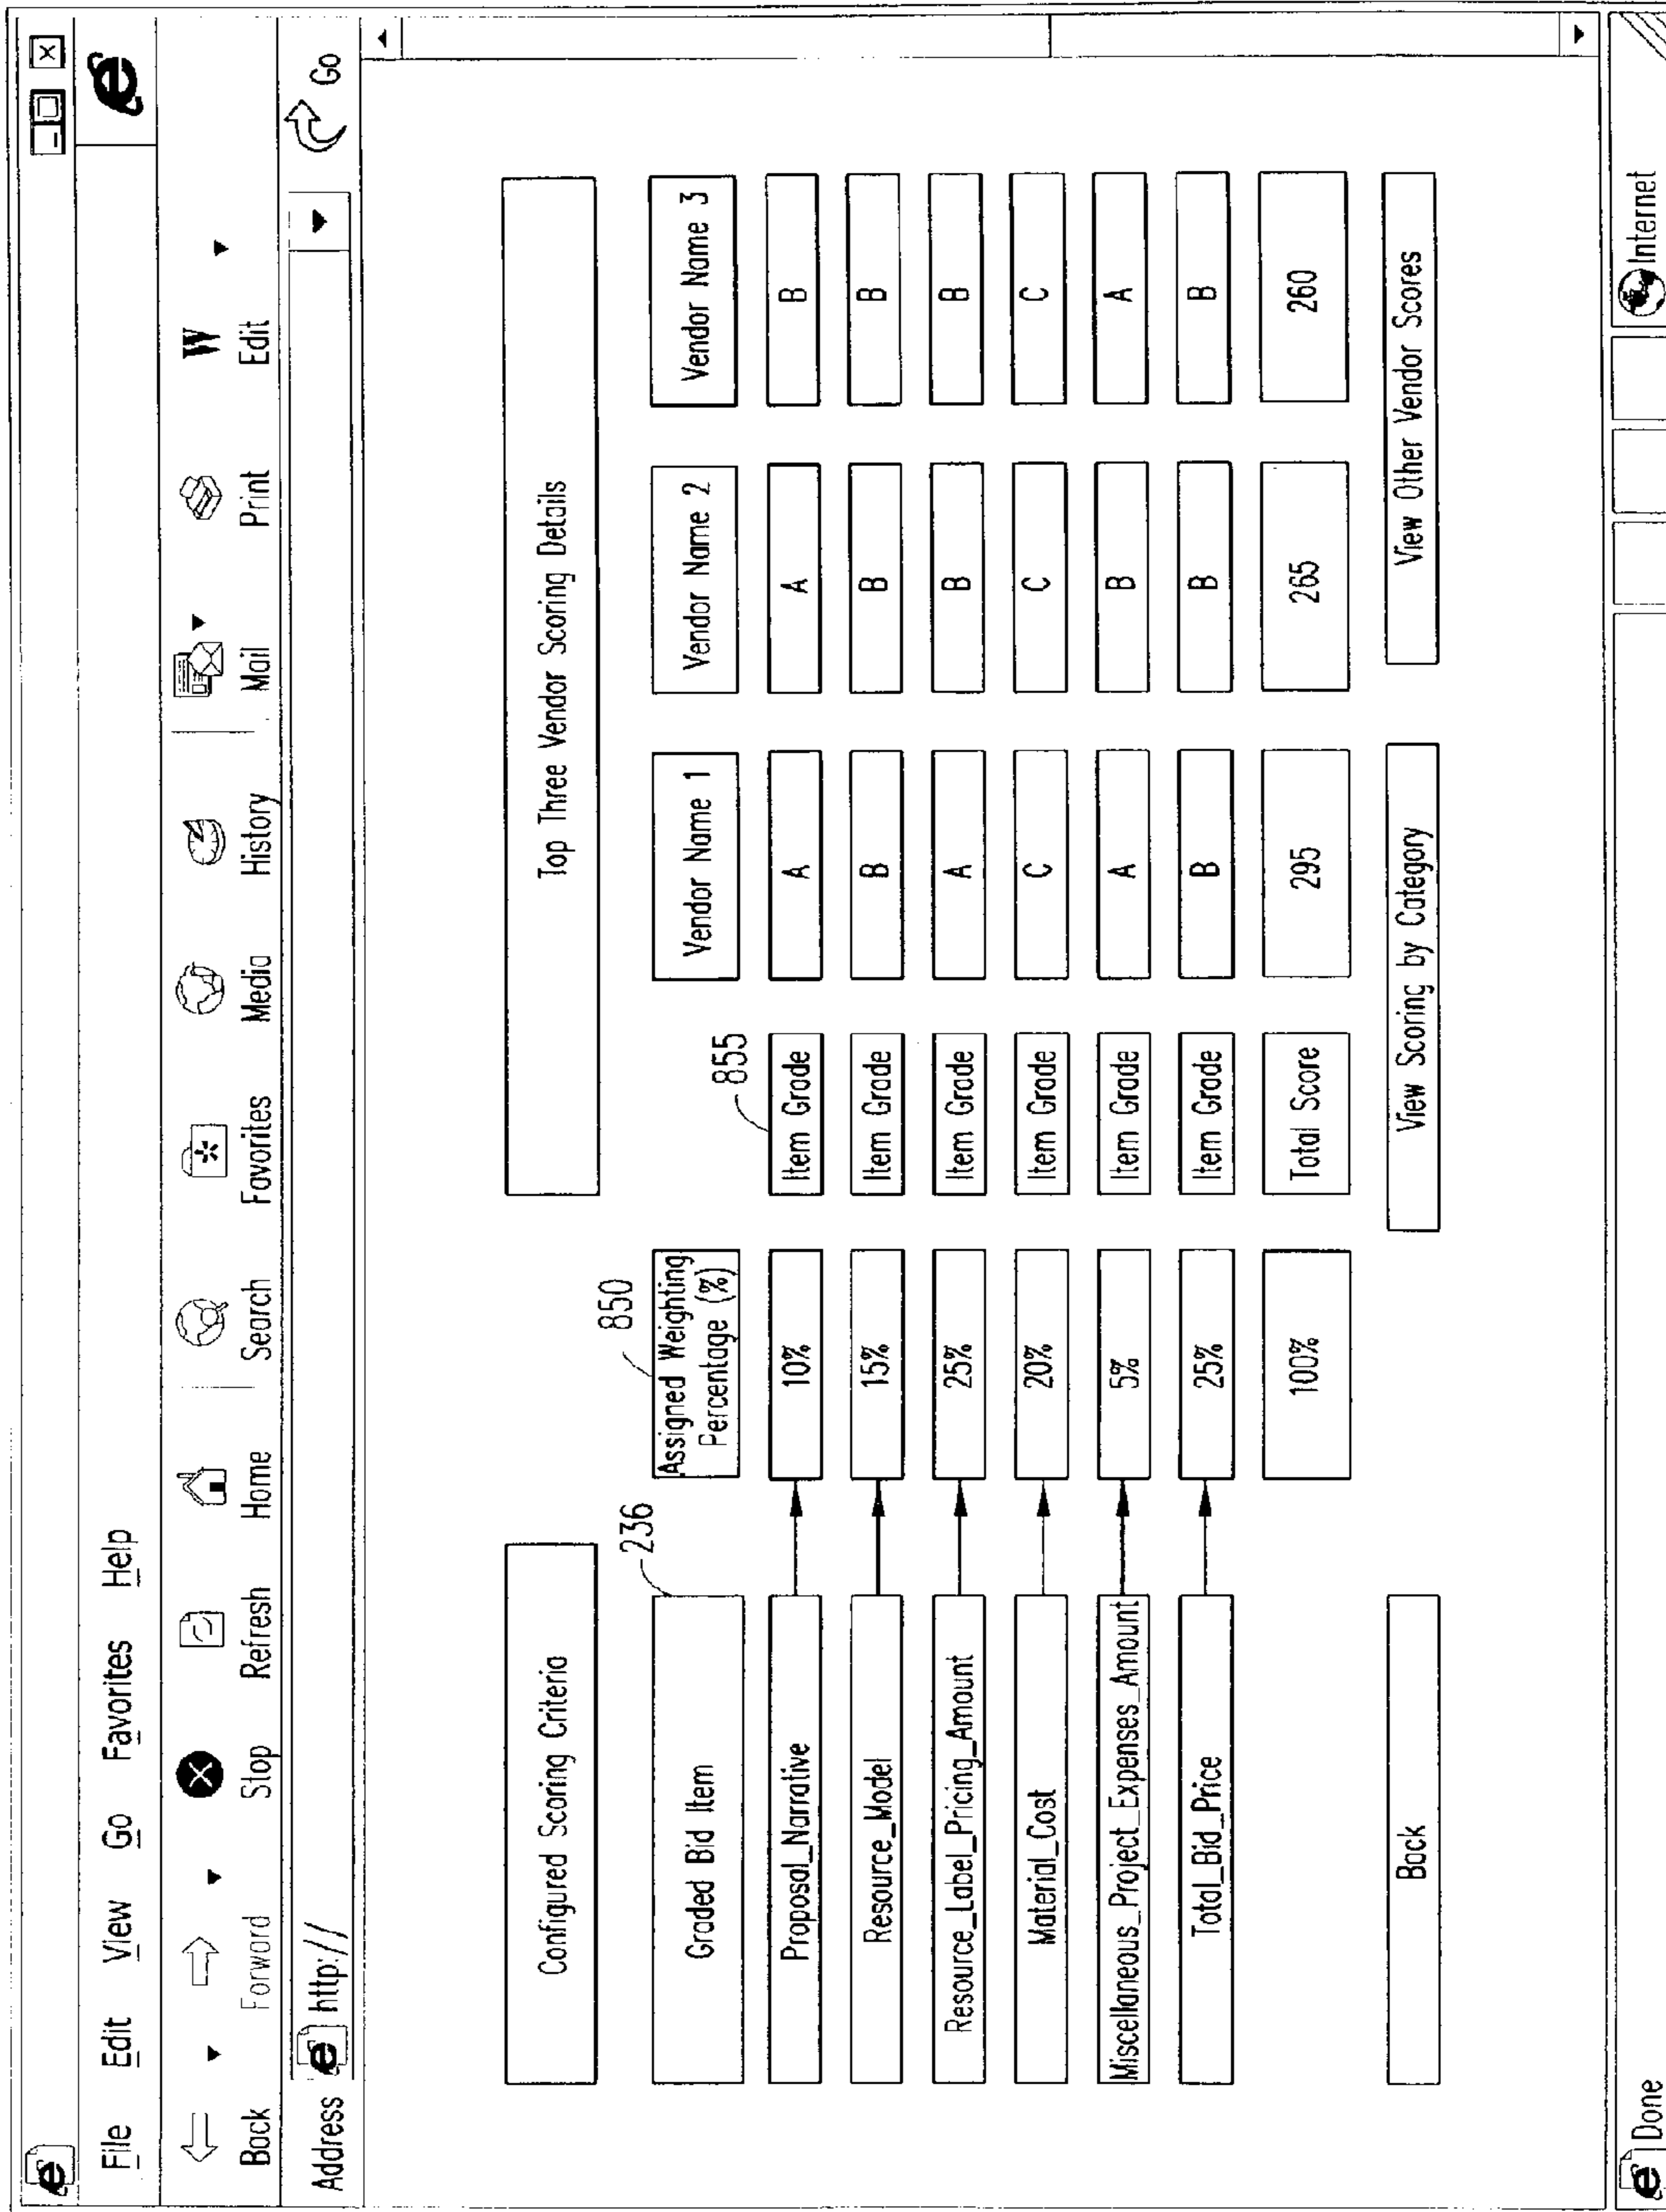 File Edit View Go Favorites Help
Back Forward Stop Refresh Home Search Favorites Media History Mail Print Edit
Address http:// Go
Configured Scoring Criteria Top Three Vendor Scoring Details
236 850 855
Graded Bid Item Assigned Weighting Percentage (%) Vendor Name 1 Vendor Name 2 Vendor Name 3
Proposal_Narrative 10% Item Grade A A B
Resource_Model 15% Item Grade B B B
Resource_Label_Pricing_Amount 25% Item Grade A B B
Material_Cost 20% Item Grade C C C
Miscellaneous_Project_Expenses_Amount 5% Item Grade A B A
Total_Bid_Price 25% Item Grade B B B
100% Total Score 295 265 260
Back View Scoring by Category View Other Vendor Scores
Done Internet